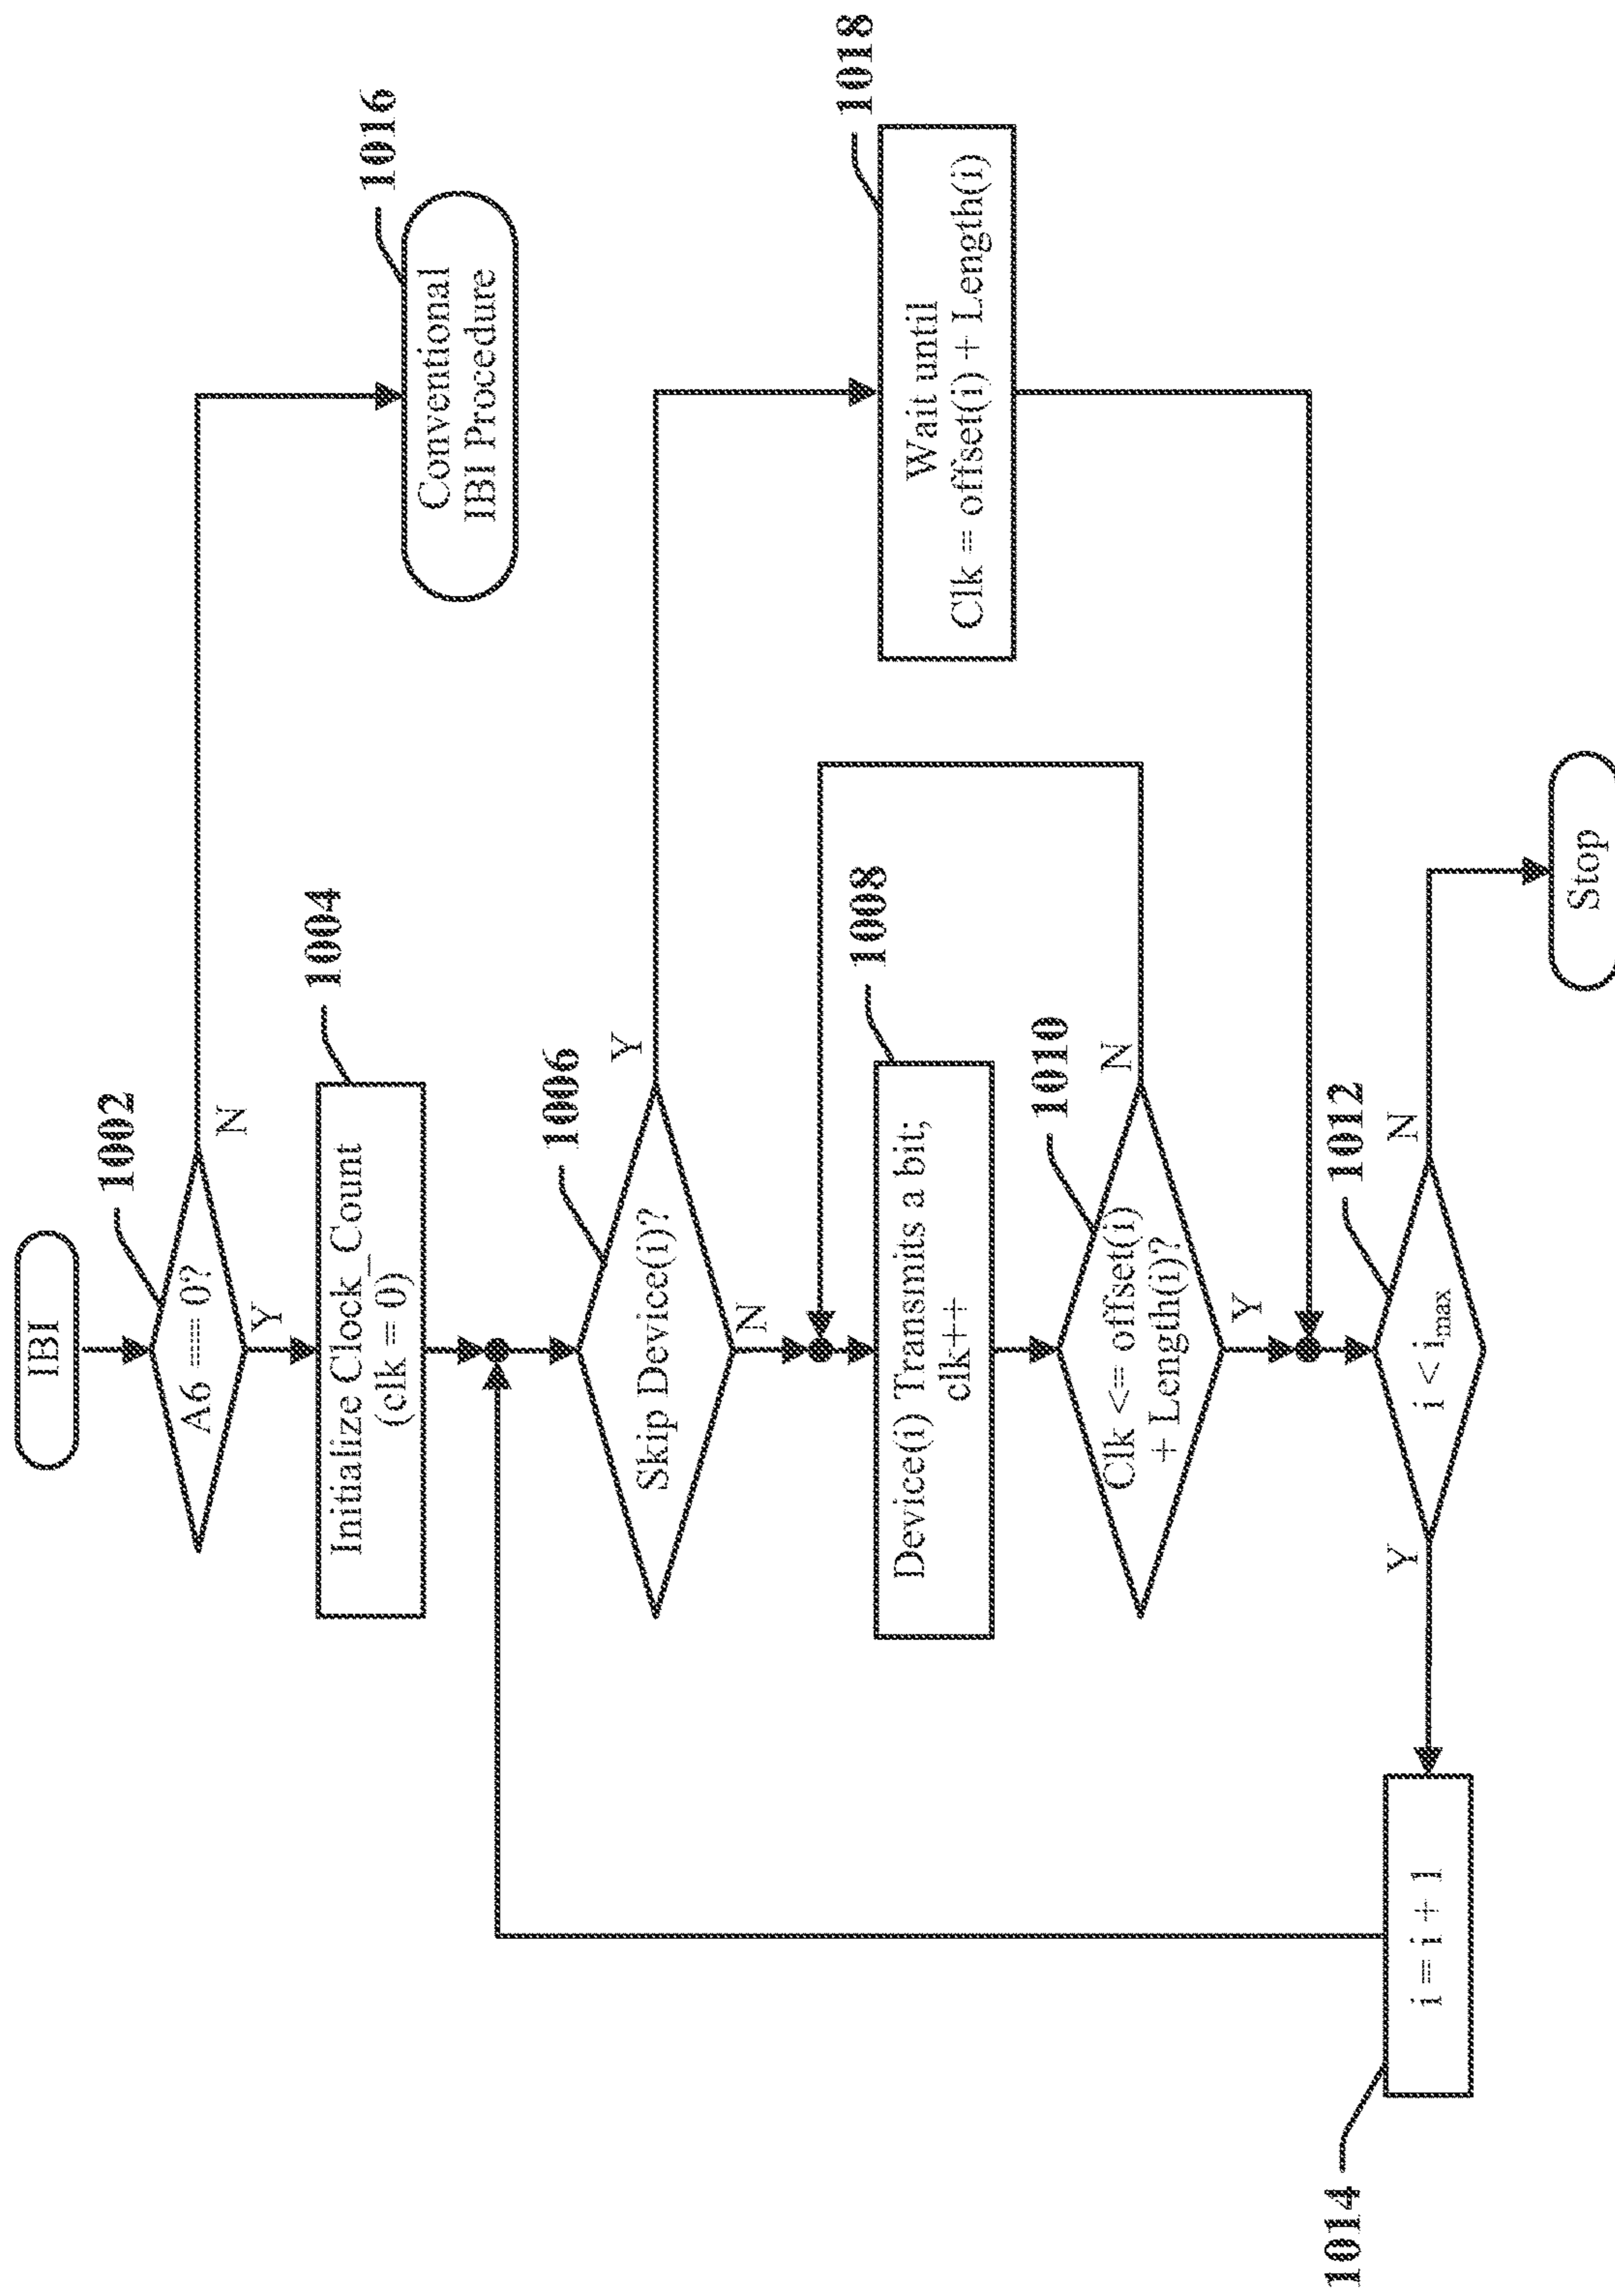 IBI
1002
A6 == 0?
N
Y
1016
Conventional
IBI Procedure
1004
Initialize Clock_Count
(clk = 0)
1006
Skip Device(i)?
Y
N
1018
Wait until
Clk = offset(i) + Length(i)
1008
Device(i) Transmits a bit;
clk++
1010
Clk <= offset(i)
+ Length(i)?
N
Y
1012
i < imax
N
Y
Stop
1014
i = i + 1